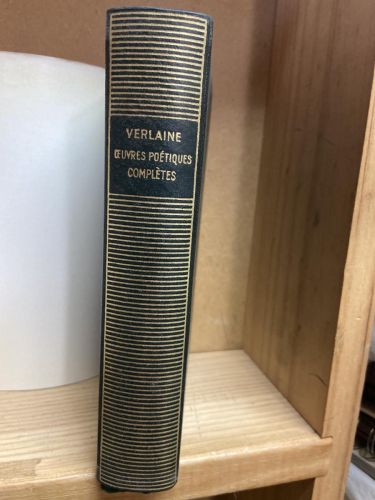 VERLAINE
ŒUVRES POÉTIQUES
COMPLÈTES